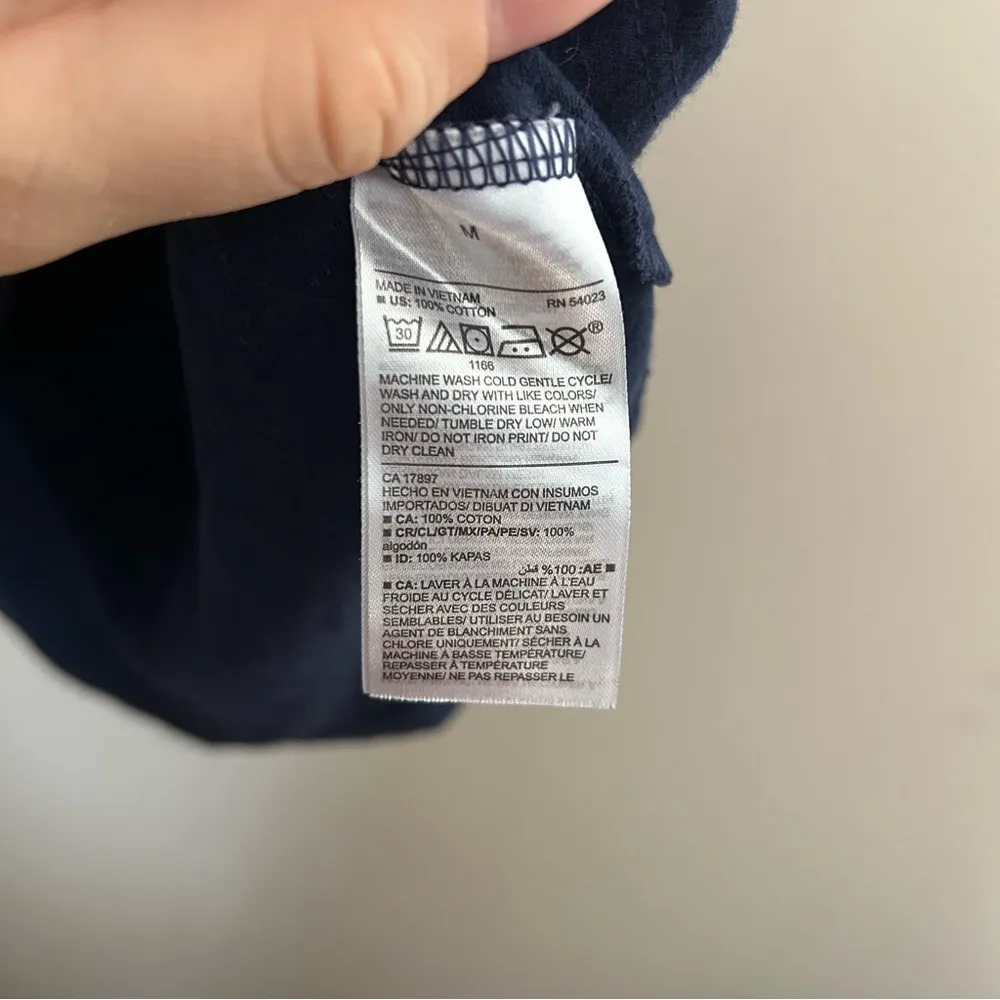 M
MADE IN VIETNAM RN 54023
■ US: 100% COTTON
30
®
1166
MACHINE WASH COLD GENTLE CYCLE/
WASH AND DRY WITH LIKE COLORS/
ONLY NON-CHLORINE BLEACH WHEN
NEEDED/ TUMBLE DRY LOW/ WARM
IRON/ DO NOT IRON PRINT/ DO NOT
DRY CLEAN
CA 17897
HECHO EN VIETNAM CON INSUMOS
IMPORTADOS/ DIBUAT DI VIETNAM
■ CA: 100% COTON
■ CR/CL/GT/MX/PA/PE/SV: 100%
algodón
■ ID: 100% KAPAS
■ AE: 100% قطن
■ CA: LAVER À LA MACHINE À L'EAU
FROIDE AU CYCLE DÉLICAT/ LAVER ET
SÉCHER AVEC DES COULEURS
SEMBLABLES/ UTILISER AU BESOIN UN
AGENT DE BLANCHIMENT SANS
CHLORE UNIQUEMENT/ SÉCHER À LA
MACHINE À BASSE TEMPÉRATURE/
REPASSER À TEMPÉRATURE
MOYENNE/ NE PAS REPASSER LE